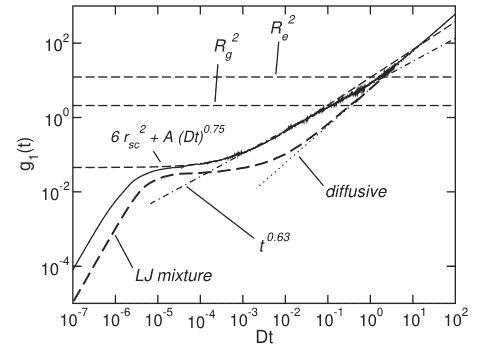 10^2
10^0
10^-2
10^-4
g_1(t)
R_g^2
R_e^2
6 r_sc^2 + A (Dt)^0.75
diffusive
t^0.63
LJ mixture
10^-7 10^-6 10^-5 10^-4 10^-3 10^-2 10^-1 10^0 10^1 10^2
Dt